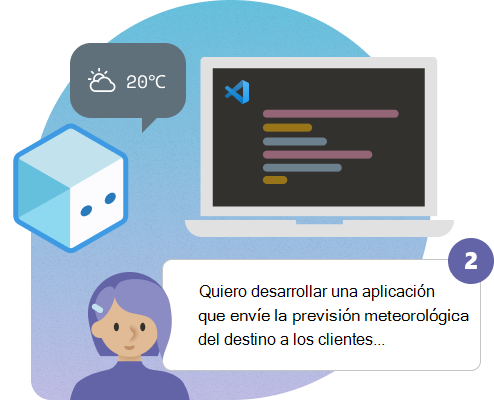 20°C
2
Quiero desarrollar una aplicación
que envíe la previsión meteorológica
del destino a los clientes...